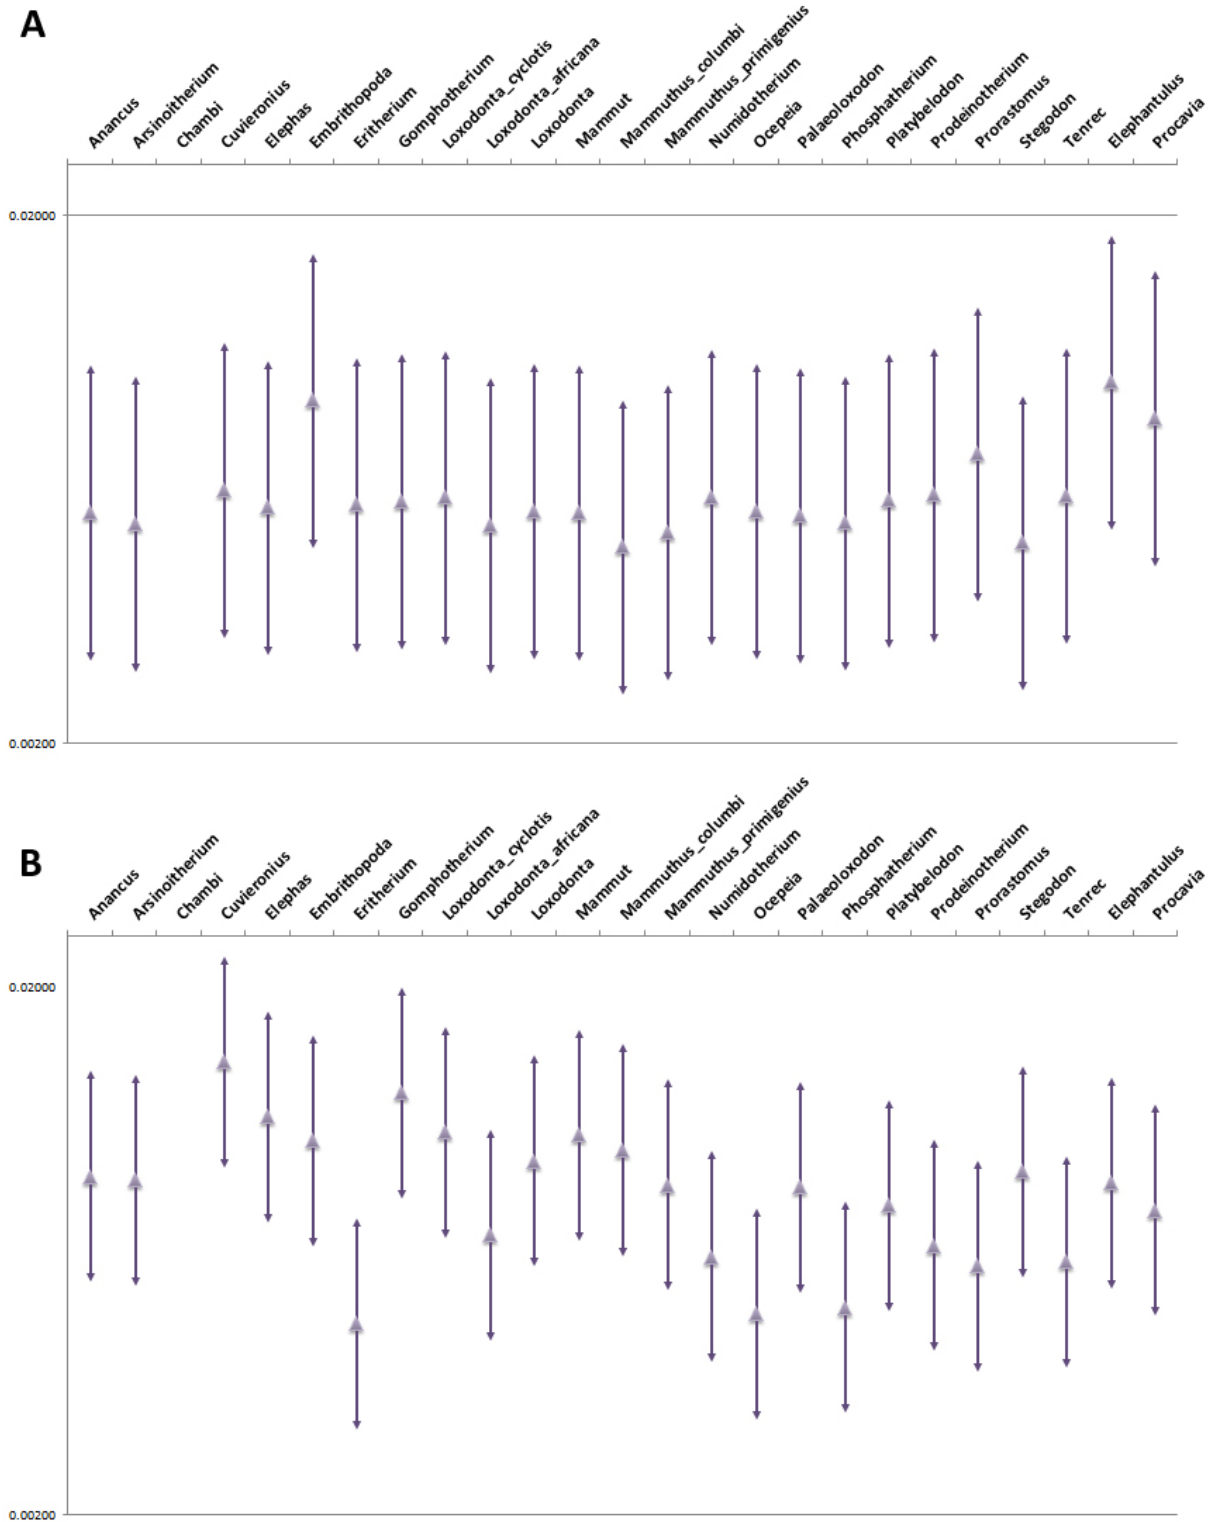 A
Anancus
Arsinoitherium
Chambi
Cuvieronius
Elephas
Embrithopoda
Eritherium
Gomphotherium
Loxodonta_cyclotis
Loxodonta_africana
Loxodonta
Mammut
Mammuthus_columbi
Mammuthus_primigenius
Numidotherium
Ocepeia
Palaeoloxodon
Phosphatherium
Platybelodon
Prodeinotherium
Prorastomus
Stegodon
Tenrec
Elephantulus
Procavia
0.02000
0.00200
B
Anancus
Arsinoitherium
Chambi
Cuvieronius
Elephas
Embrithopoda
Eritherium
Gomphotherium
Loxodonta_cyclotis
Loxodonta_africana
Loxodonta
Mammut
Mammuthus_columbi
Mammuthus_primigenius
Numidotherium
Ocepeia
Palaeoloxodon
Phosphatherium
Platybelodon
Prodeinotherium
Prorastomus
Stegodon
Tenrec
Elephantulus
Procavia
0.02000
0.00200